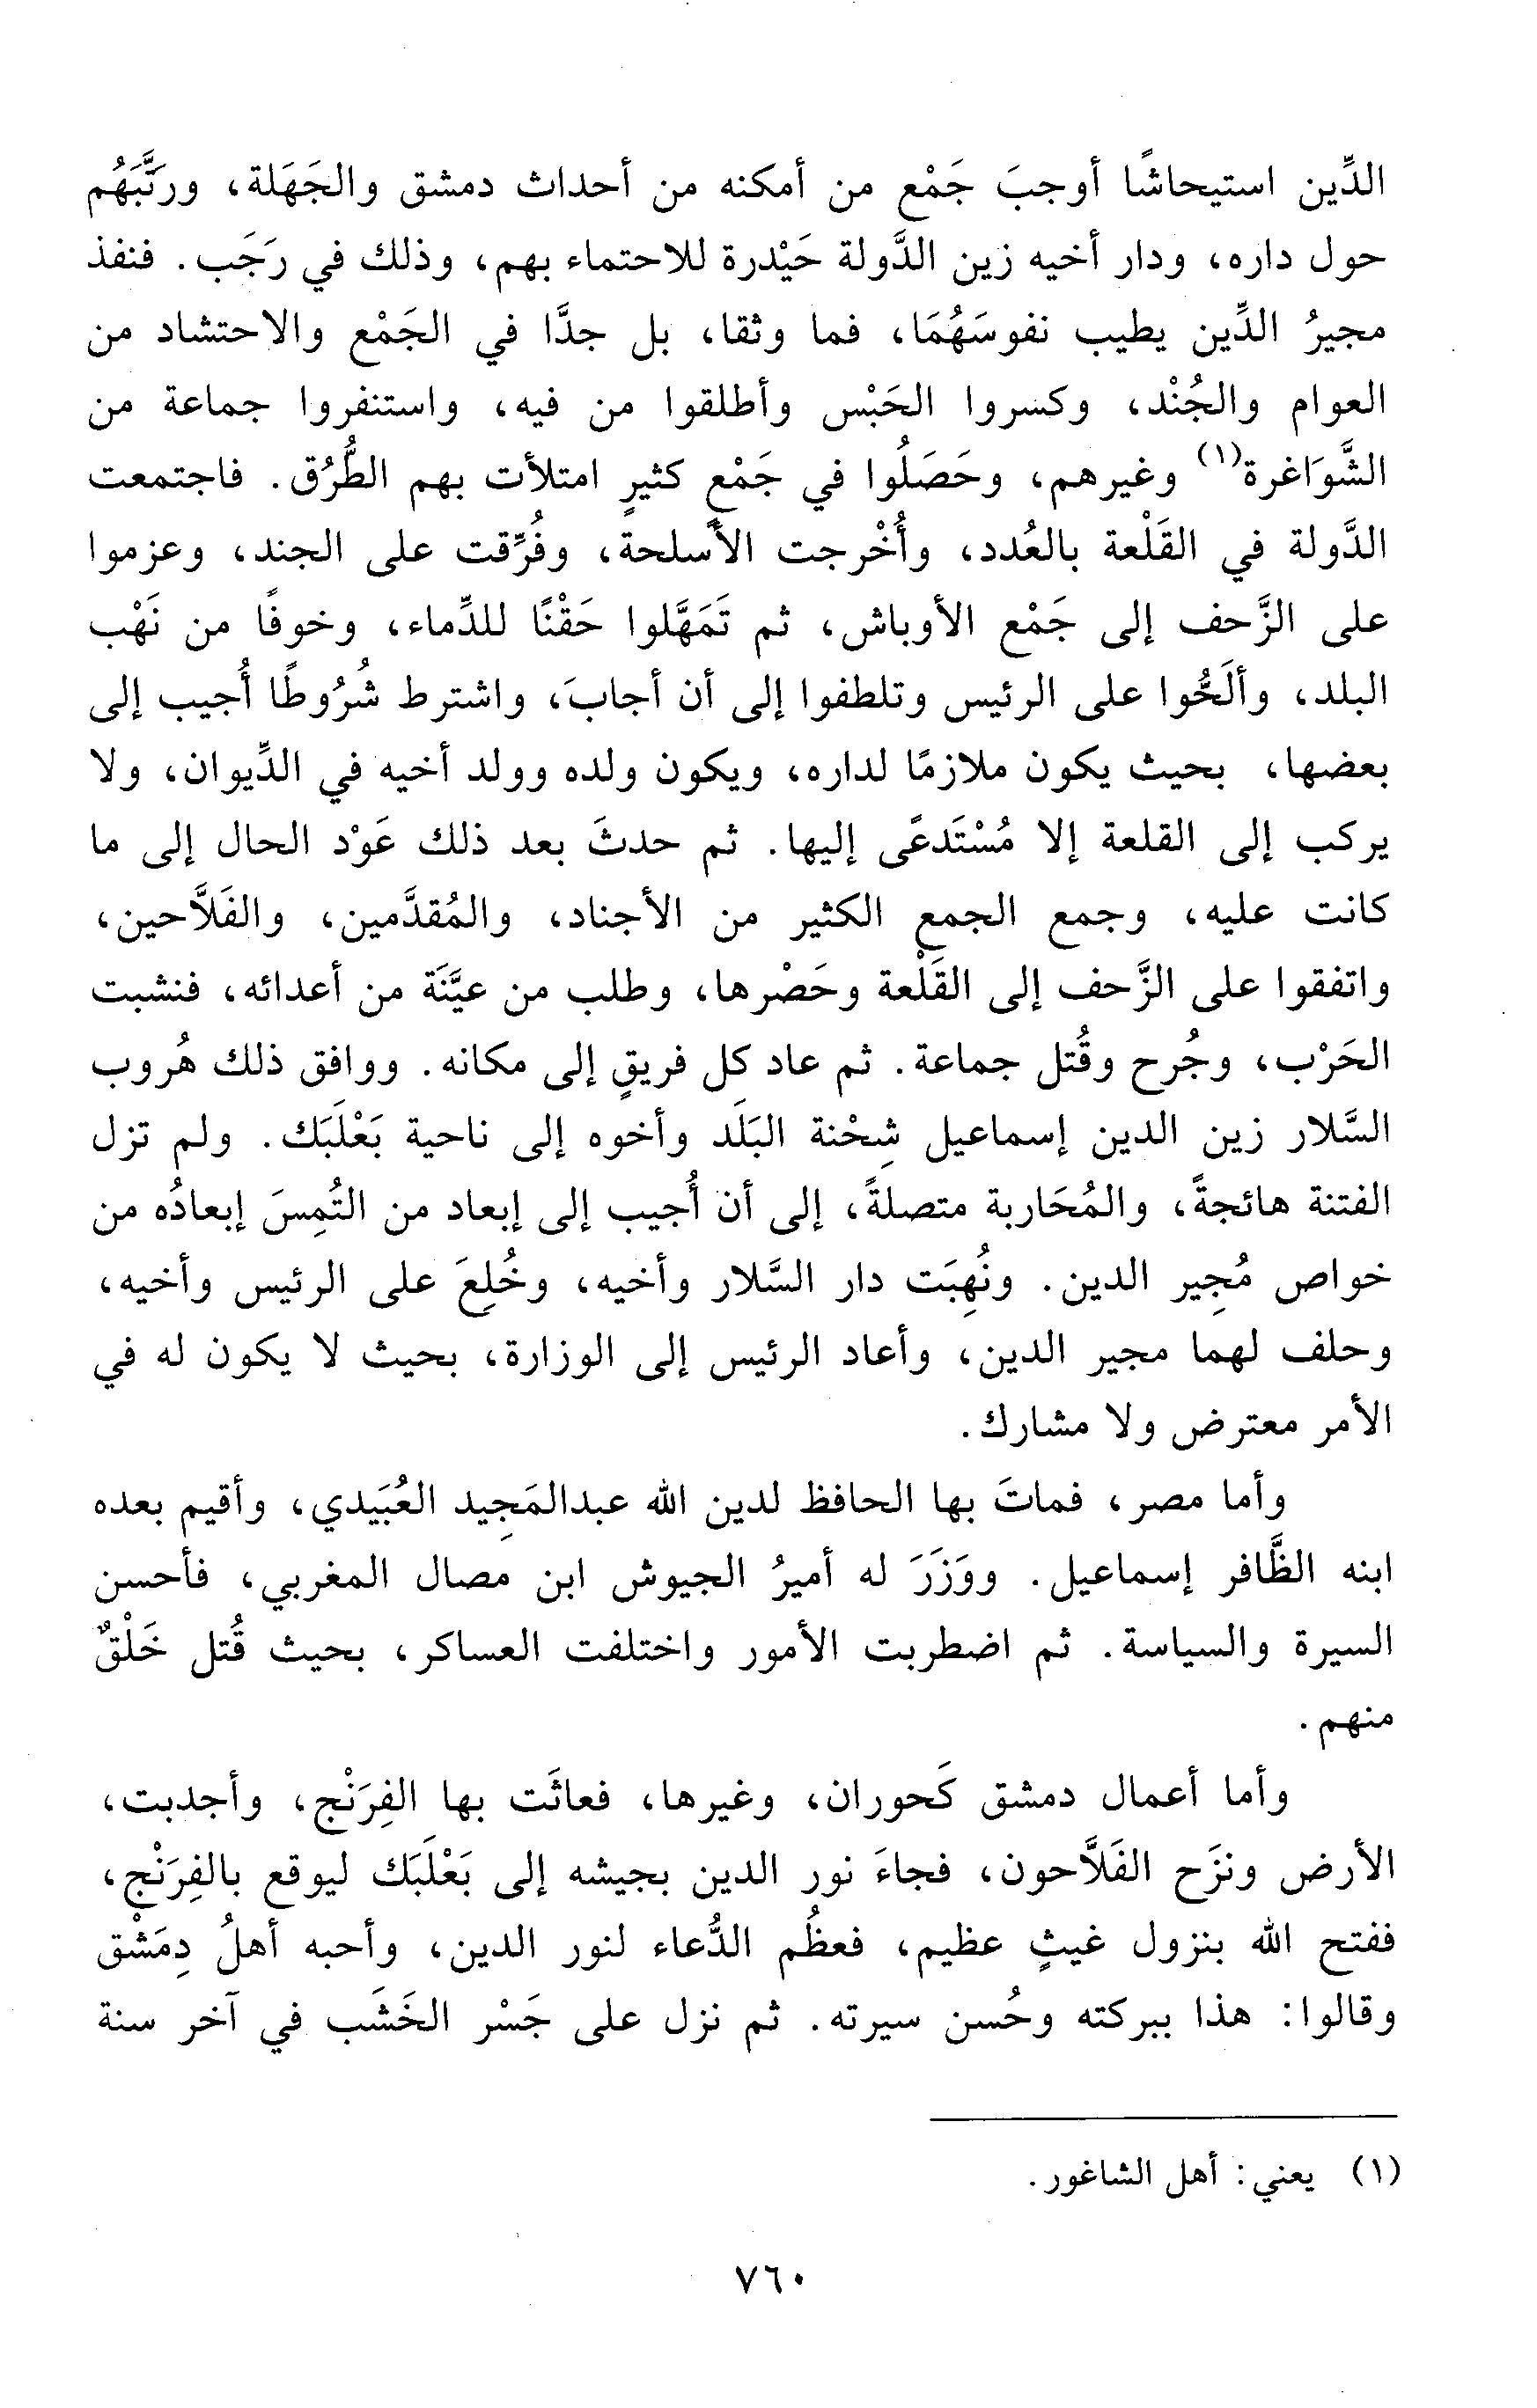 الدِّين استيحاشًا أوجبَ جَمْع من أمكنه من أحداث دمشق والجَهَلة، ورتَّبَهُم
حول داره، ودار أخيه زين الدَّولة حَيْدرة للاحتماء بهم، وذلك في رَجَب. فنفذ
مجيرُ الدِّين يطيب نفوسَهُمَا، فما وثقا، بل جدَّا في الجَمْع والاحتشاد من
العوام والجُنْد، وكسروا الحَبْس وأطلقوا من فيه، واستنفروا جماعة من
الشَّوَاغرة(١) وغيرهم، وحَصَلُوا في جَمْعٍ كثيرٍ امتلأت بهم الطُّرُق. فاجتمعت
الدَّولة في القَلْعة بالعُدد، وأُخْرجت الأسلحة، وفُرِّقت على الجند، وعزموا
على الزَّحف إلى جَمْع الأوباش، ثم تَمَهَّلوا حَقْنًا للدِّماء، وخوفًا من نَهْب
البلد، وألَحُّوا على الرئيس وتلطفوا إلى أن أجابَ، واشترط شُرُوطًا أُجيب إلى
بعضها، بحيث يكون ملازمًا لداره، ويكون ولده وولد أخيه في الدِّيوان، ولا
يركب إلى القلعة إلا مُسْتَدعًى إليها. ثم حدثَ بعد ذلك عَوْد الحال إلى ما
كانت عليه، وجمع الجمع الكثير من الأجناد، والمُقدَّمين، والفَلاَّحين،
واتفقوا على الزَّحف إلى القَلْعة وحَصْرها، وطلب من عيَّنَة من أعدائه، فنشبت
الحَرْب، وجُرح وقُتل جماعة. ثم عاد كل فريقٍ إلى مكانه. ووافق ذلك هُروب
السَّلار زين الدين إسماعيل شِحْنة البَلَد وأخوه إلى ناحية بَعْلَبَك. ولم تزل
الفتنة هائجةً، والمُحَاربة متصلةً، إلى أن أُجيب إلى إبعاد من التُمِسَ إبعادُه من
خواص مُجِير الدين. ونُهِبَت دار السَّلار وأخيه، وخُلِعَ على الرئيس وأخيه،
وحلف لهما مجير الدين، وأعاد الرئيس إلى الوزارة، بحيث لا يكون له في
الأمر معترض ولا مشارك.
وأما مصر، فماتَ بها الحافظ لدين الله عبدالمَجِيد العُبَيدي، وأقيم بعده
ابنه الظَّافر إسماعيل. ووَزَرَ له أميرُ الجيوش ابن مصال المغربي، فأحسن
السيرة والسياسة. ثم اضطربت الأمور واختلفت العساكر، بحيث قُتل خَلْقٌ
منهم.
وأما أعمال دمشق كَحوران، وغيرها، فعاثَت بها الفِرَنْج، وأجدبت،
الأرض ونزَح الفَلاَّحون، فجاءَ نور الدين بجيشه إلى بَعْلَبَك ليوقع بالفِرَنْج،
ففتح الله بنزول غيثٍ عظيم، فعظُم الدُّعاء لنور الدين، وأحبه أهلُ دِمَشْق
وقالوا: هذا ببركته وحُسن سيرته. ثم نزل على جَسْر الخَشَب في آخر سنة
(١) يعني: أهل الشاغور.
٧٦٠